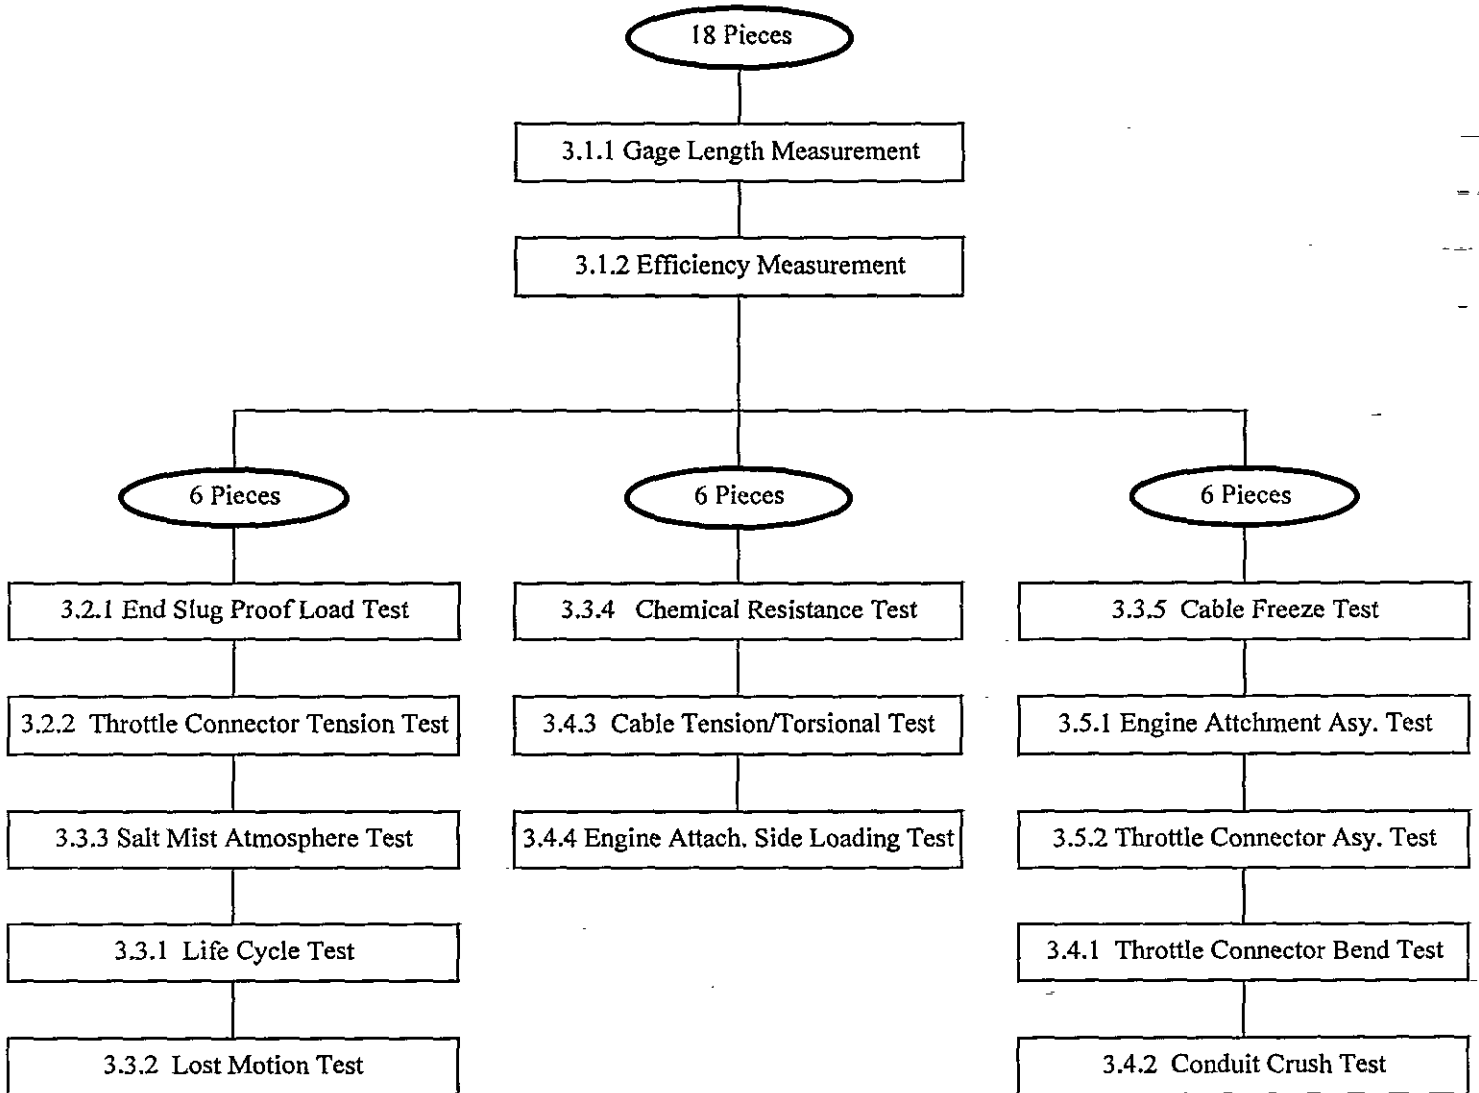 18 Pieces
3.1.1 Gage Length Measurement
3.1.2 Efficiency Measurement
6 Pieces
3.2.1 End Slug Proof Load Test
3.2.2 Throttle Connector Tension Test
3.3.3 Salt Mist Atmosphere Test
3.3.1 Life Cycle Test
3.3.2 Lost Motion Test
6 Pieces
3.3.4 Chemical Resistance Test
3.4.3 Cable Tension/Torsional Test
3.4.4 Engine Attach. Side Loading Test
6 Pieces
3.3.5 Cable Freeze Test
3.5.1 Engine Attchment Asy. Test
3.5.2 Throttle Connector Asy. Test
3.4.1 Throttle Connector Bend Test
3.4.2 Conduit Crush Test